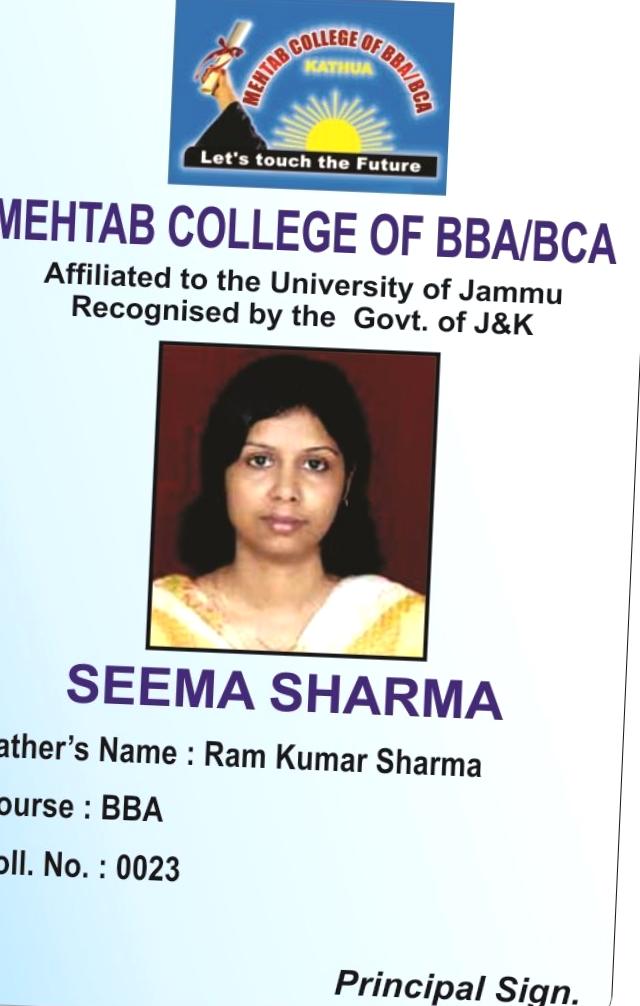 MEHTAB COLLEGE OF BBA/BCA
KATHUA
Let's touch the Future
MEHTAB COLLEGE OF BBA/BCA
Affiliated to the University of Jammu
Recognised by the Govt. of J&K
SEEMA SHARMA
ather's Name : Ram Kumar Sharma
ourse : BBA
oll. No. : 0023
Principal Sign.